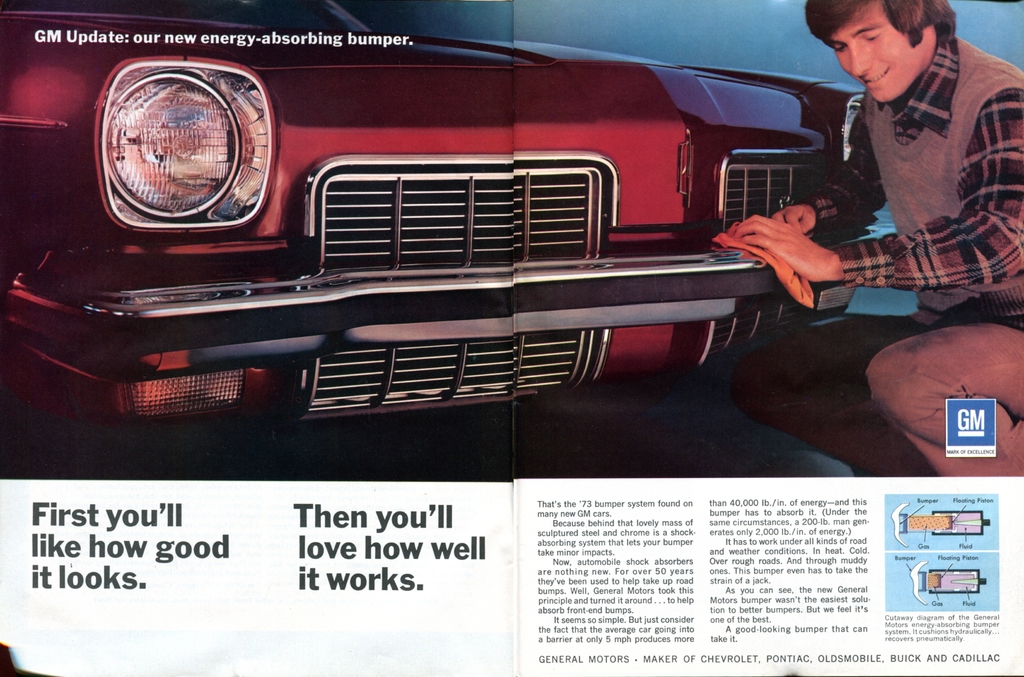 GM Update: our new energy-absorbing bumper.
GM
MARK OF EXCELLENCE
First you'll
like how good
it looks.
Then you'll
love how well
it works.
That's the '73 bumper system found on
many new GM cars.
Because behind that lovely mass of
sculptured steel and chrome is a shock-
absorbing system that lets your bumper
take minor impacts.
Now, automobile shock absorbers
are nothing new. For over 50 years
they've been used to help take up road
bumps. Well, General Motors took this
principle and turned it around . . . to help
absorb front-end bumps.
It seems so simple. But just consider
the fact that the average car going into
a barrier at only 5 mph produces more
than 40,000 lb./in. of energy—and this
bumper has to absorb it. (Under the
same circumstances, a 200-lb. man gen-
erates only 2,000 lb./in. of energy.)
It has to work under all kinds of road
and weather conditions. In heat. Cold.
Over rough roads. And through muddy
ones. This bumper even has to take the
strain of a jack.
As you can see, the new General
Motors bumper wasn't the easiest solu-
tion to better bumpers. But we feel it's
one of the best.
A good-looking bumper that can
take it.
Bumper Floating Piston
Gas Fluid
Bumper Floating Piston
Gas Fluid
Cutaway diagram of the General
Motors energy-absorbing bumper
system. It cushions hydraulically...
recovers pneumatically.
GENERAL MOTORS • MAKER OF CHEVROLET, PONTIAC, OLDSMOBILE, BUICK AND CADILLAC